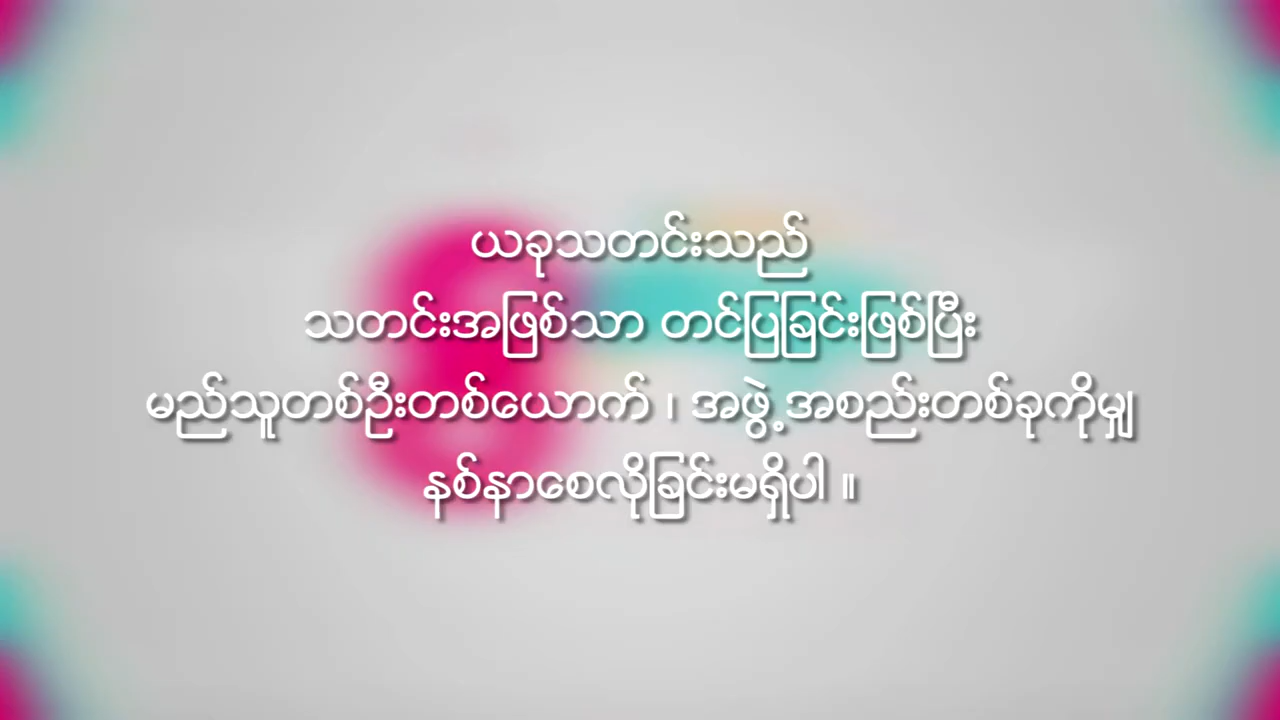 ယခုသတင်းသည်
သတင်းအဖြစ်သာ တင်ပြခြင်းဖြစ်ပြီး
မည်သူတစ်ဦးတစ်ယောက် ၊ အဖွဲ့အစည်းတစ်ခုကိုမျှ
နစ်နာစေလိုခြင်းမရှိပါ ။